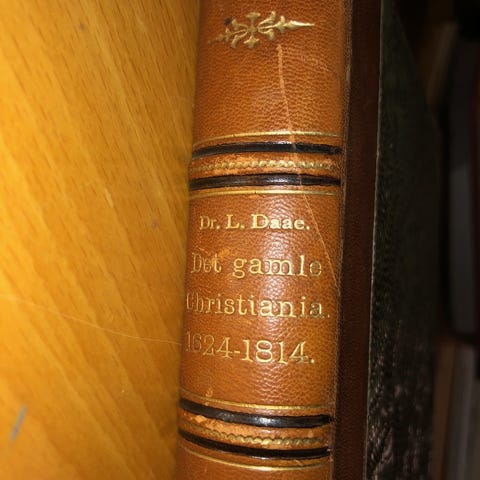 Dr. L. Daae.
Det gamle
Christiania.
1624-1814.